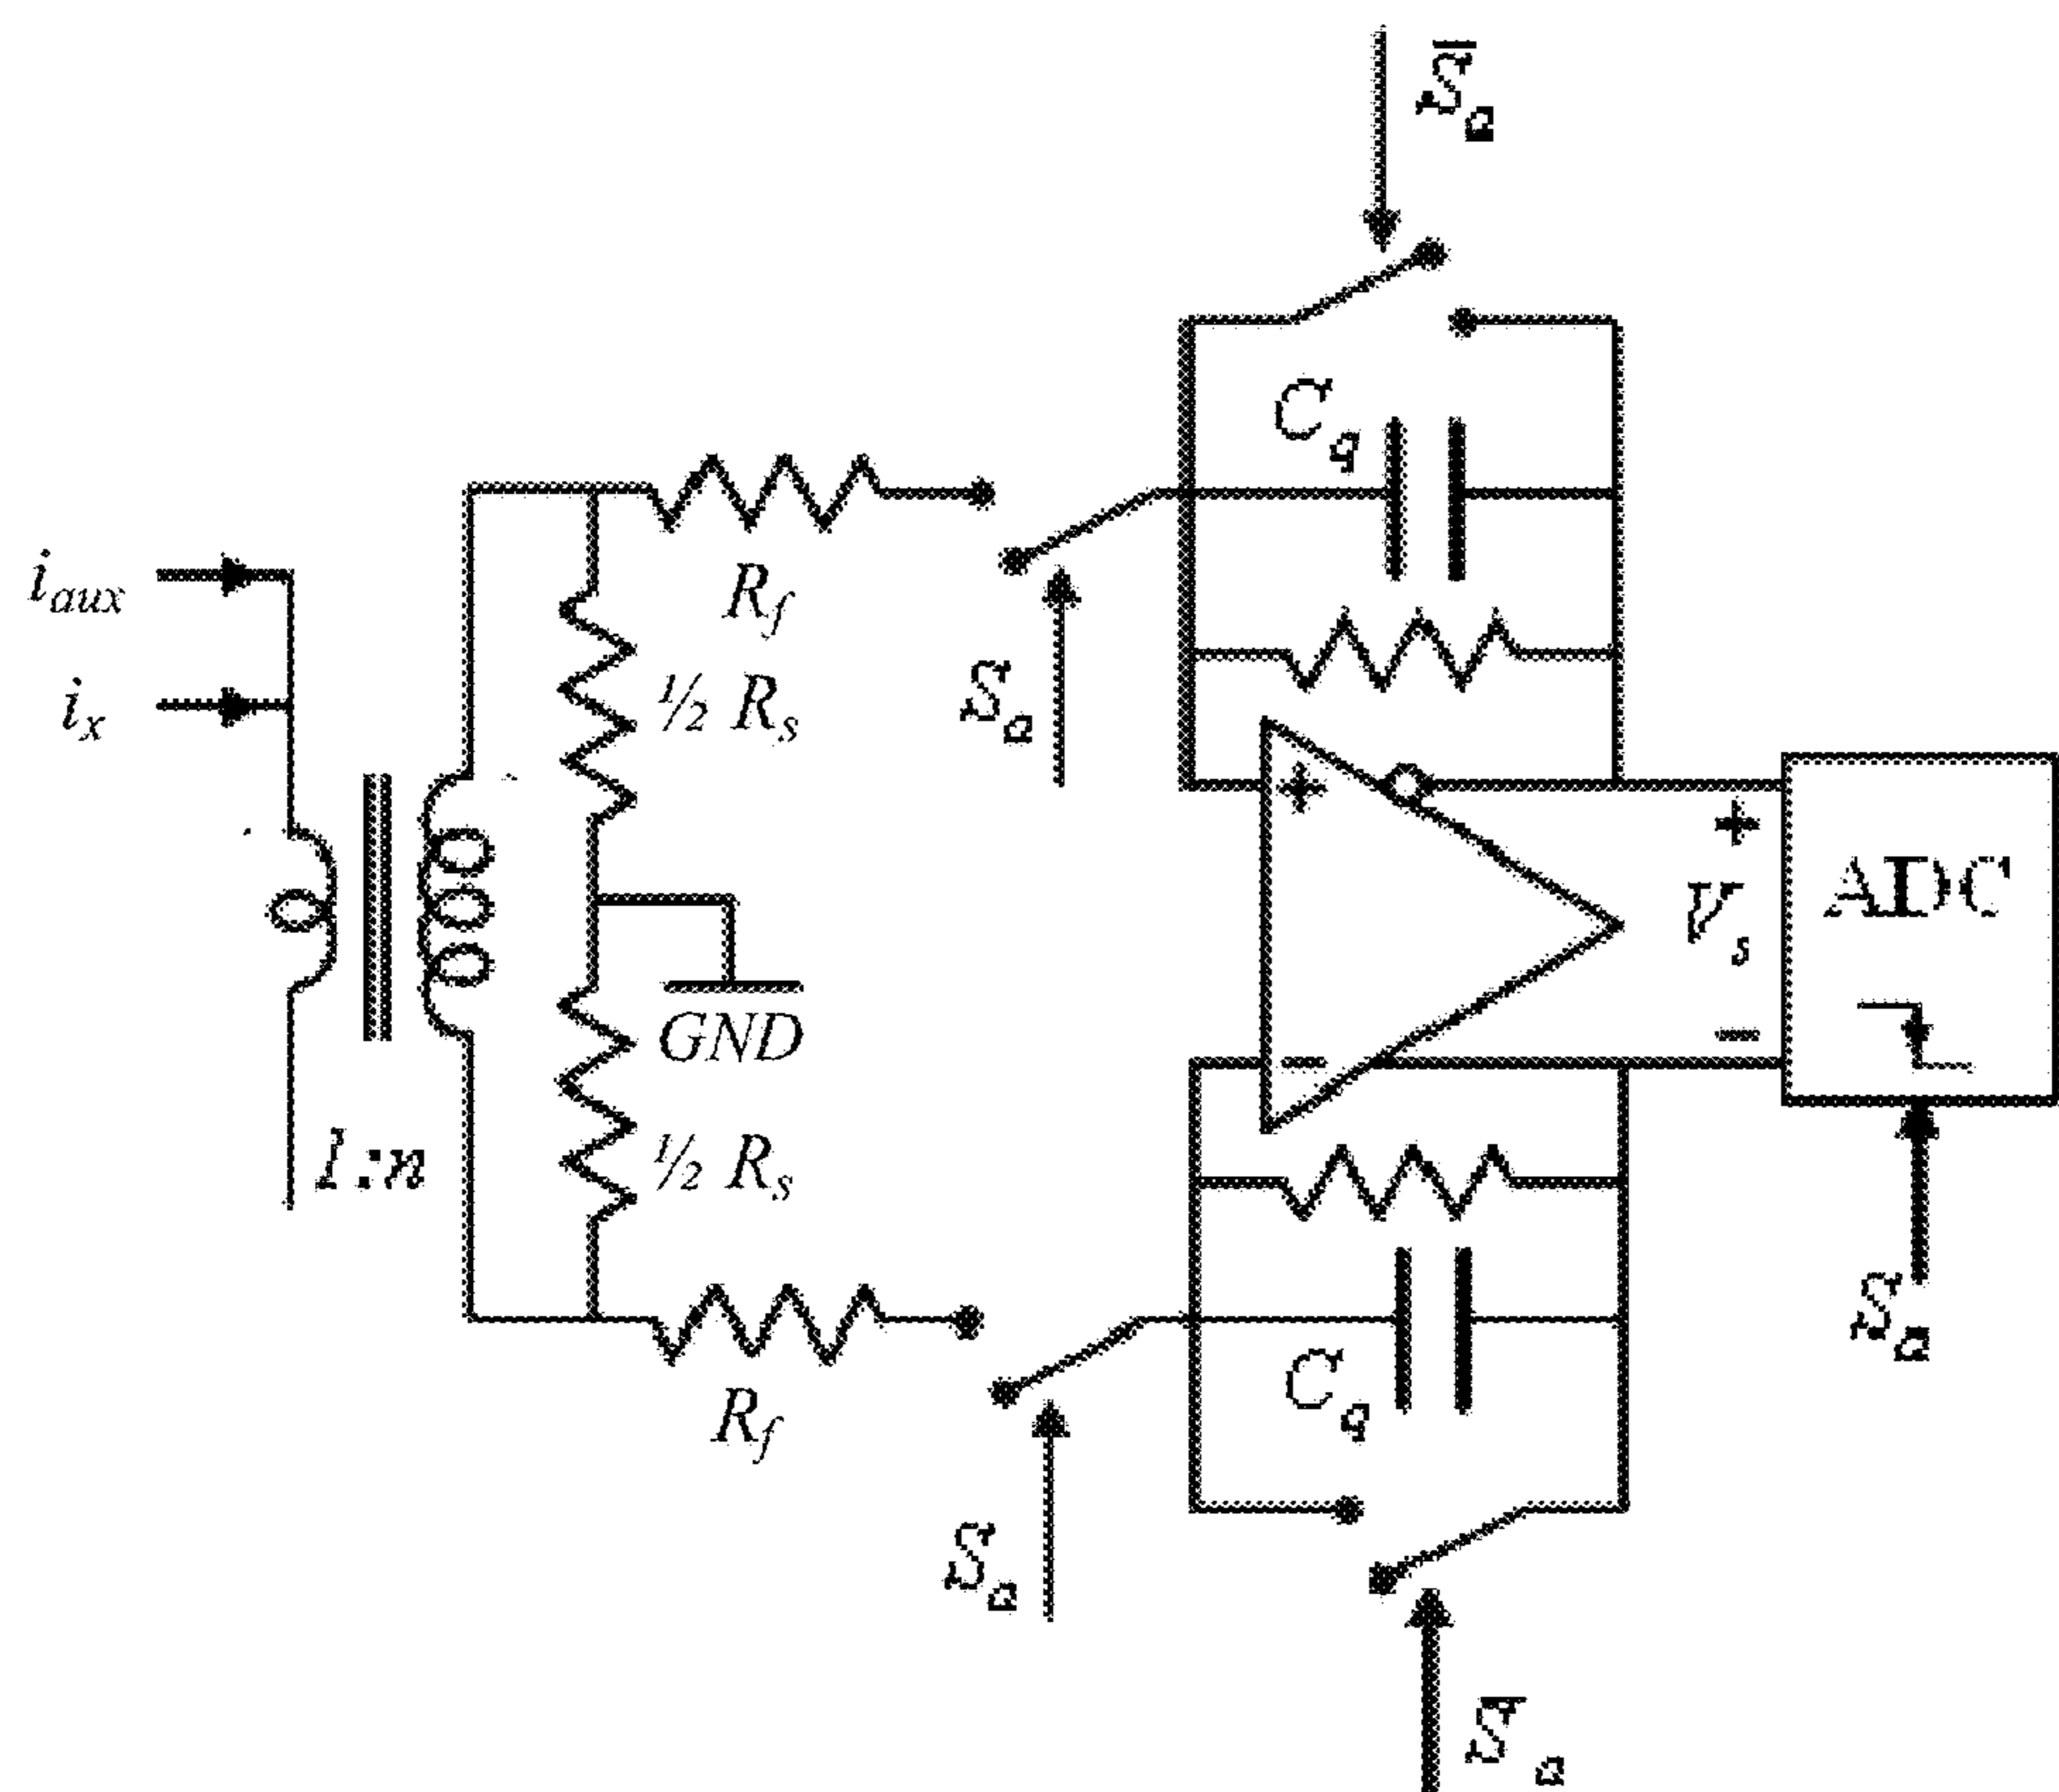 S̅a
Cq
iaux
Rf
½ Rs
ix
Sa
+
+
ADC
Vs
GND
-
-
1:n
½ Rs
Sa
Rf
Cq
Sa
S̅a